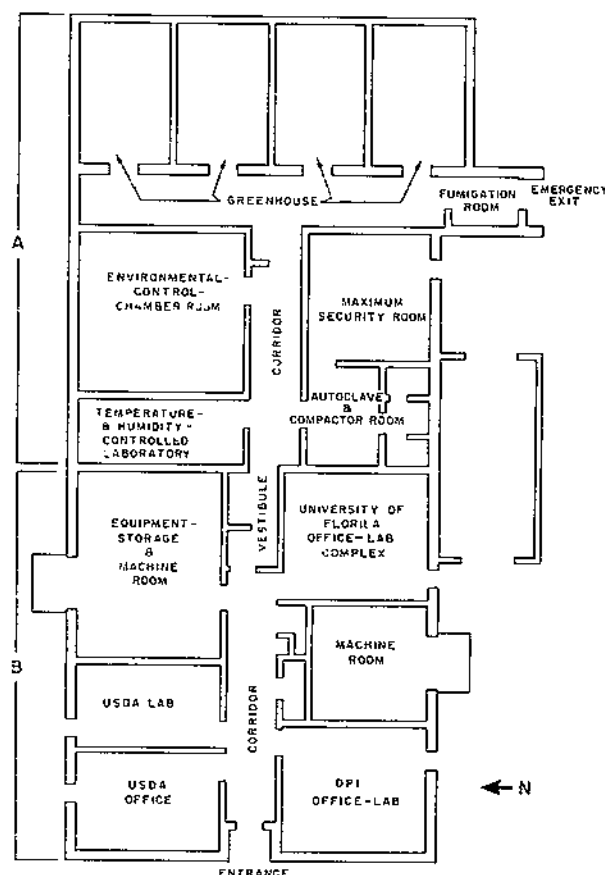 GREENHOUSE
FUMIGATION
ROOM
EMERGENCY
EXIT
A
ENVIRONMENTAL-
CONTROL-
CHAMBER ROOM
CORRIDOR
MAXIMUM
SECURITY ROOM
TEMPERATURE-
& HUMIDITY-
CONTROLLED
LABORATORY
AUTOCLAVE
&
COMPACTOR ROOM
VESTIBULE
EQUIPMENT-
STORAGE
&
MACHINE
ROOM
UNIVERSITY OF
FLORILA
OFFICE-LAB
COMPLEX
B
MACHINE
ROOM
USDA LAB
CORRIDOR
USDA
OFFICE
DPI
OFFICE-LAB
N
ENTRANCE